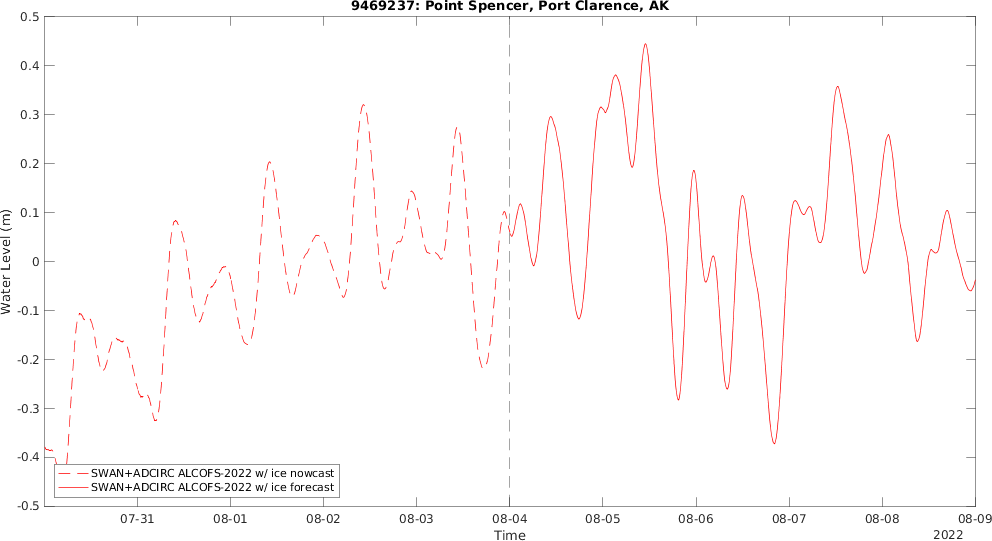 9469237: Point Spencer, Port Clarence, AK
0.5
0.4
0.3
0.2
0.1
0
-0.1
-0.2
-0.3
-0.4
-0.5
Water Level (m)
SWAN+ADCIRC ALCOFS-2022 w/ ice nowcast
SWAN+ADCIRC ALCOFS-2022 w/ ice forecast
07-31 08-01 08-02 08-03 08-04 08-05 08-06 08-07 08-08 08-09
Time
2022